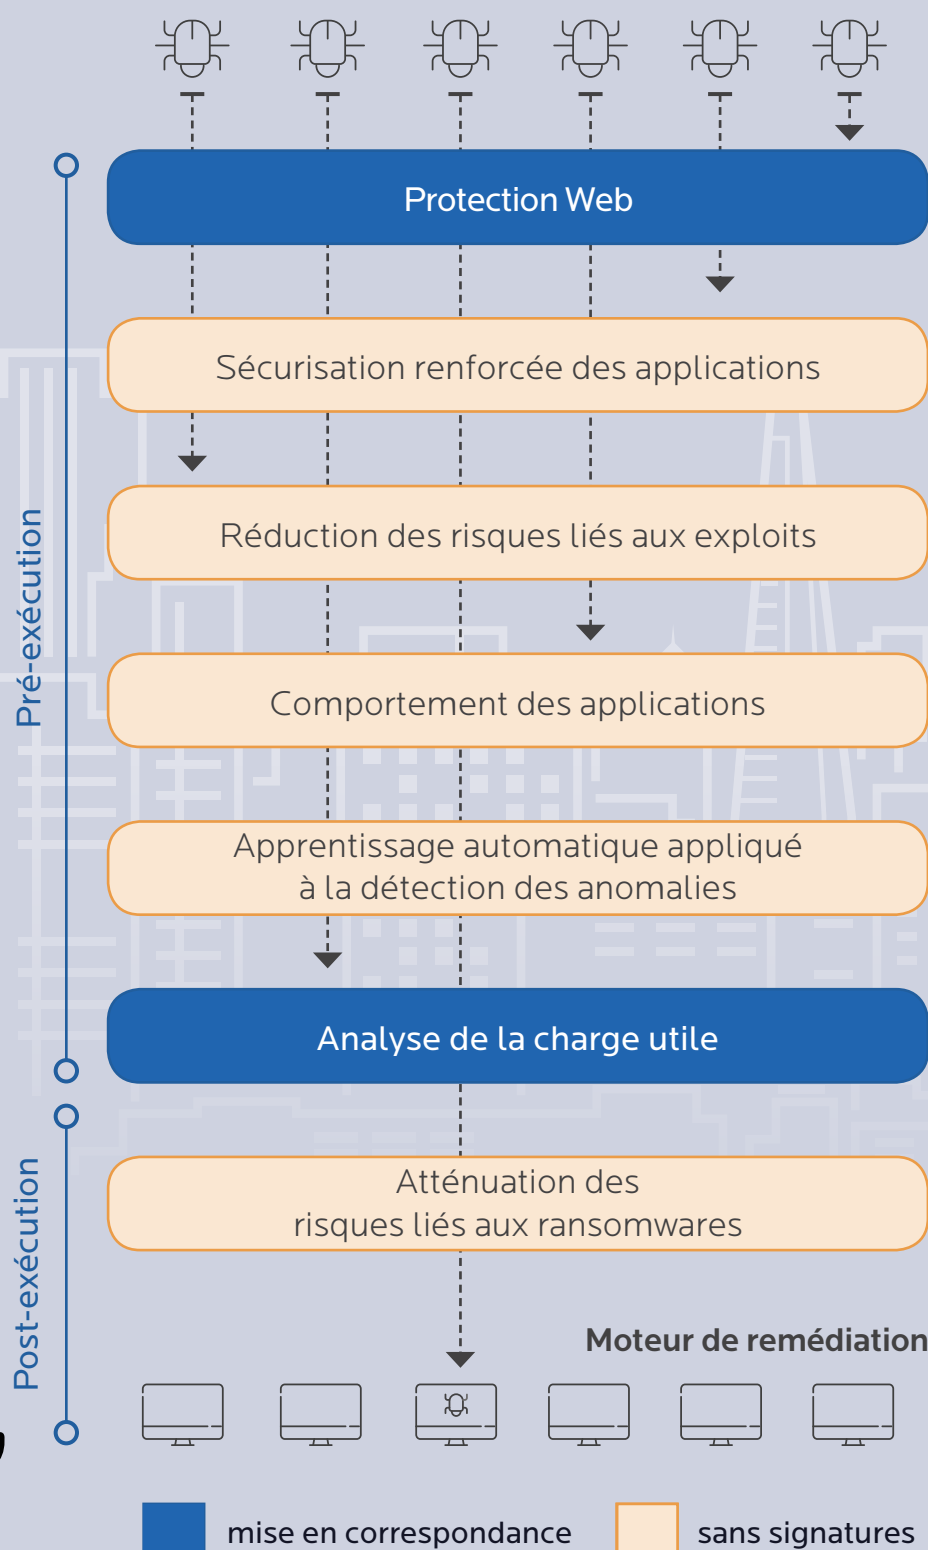 Protection Web
Sécurisation renforcée des applications
Réduction des risques liés aux exploits
Comportement des applications
Apprentissage automatique appliqué
à la détection des anomalies
Analyse de la charge utile
Pré-exécution
Atténuation des
risques liés aux ransomwares
Post-exécution
Moteur de remédiation
mise en correspondance
sans signatures